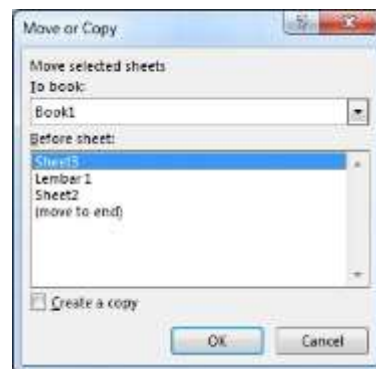 Move or Copy
Move selected sheets
To book:
Book1
Before sheet:
Sheet3
Lembar 1
Sheet2
(move to end)
Create a copy
OK
Cancel